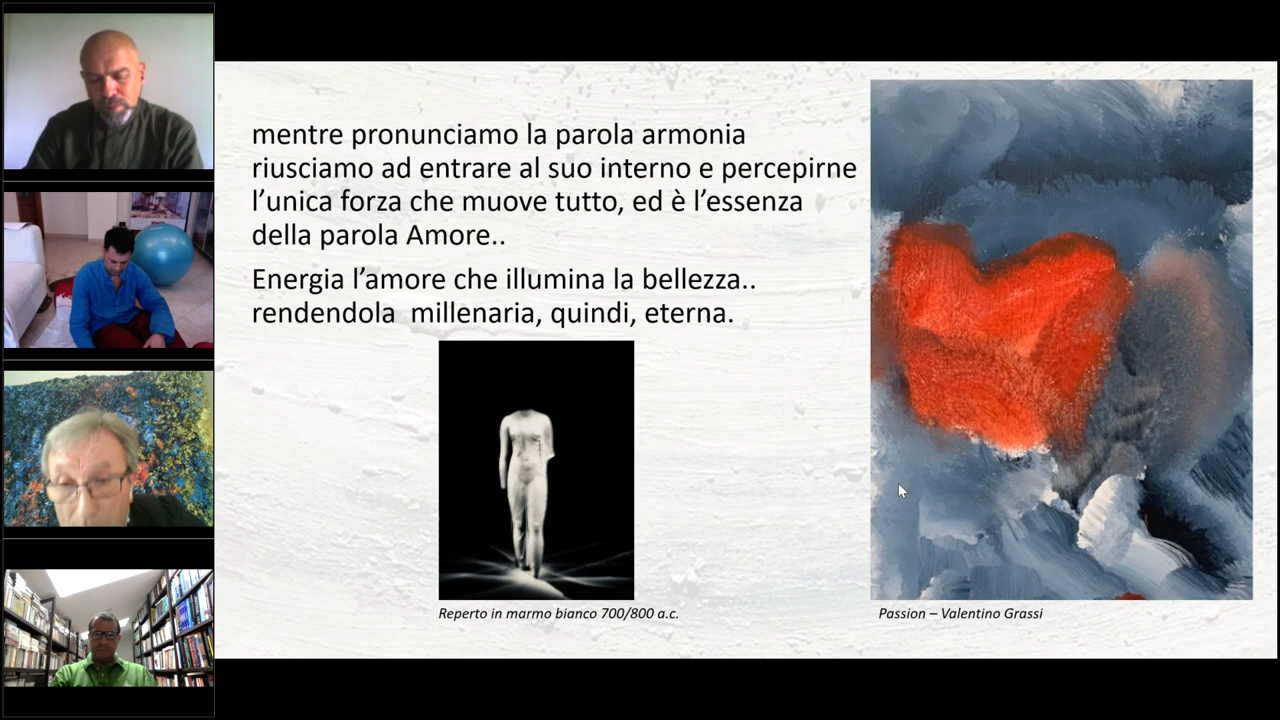 mentre pronunciamo la parola armonia
riusciamo ad entrare al suo interno e percepirne
l’unica forza che muove tutto, ed è l’essenza
della parola Amore..
Energia l’amore che illumina la bellezza..
rendendola  millenaria, quindi, eterna.
Reperto in marmo bianco 700/800 a.c.
Passion – Valentino Grassi